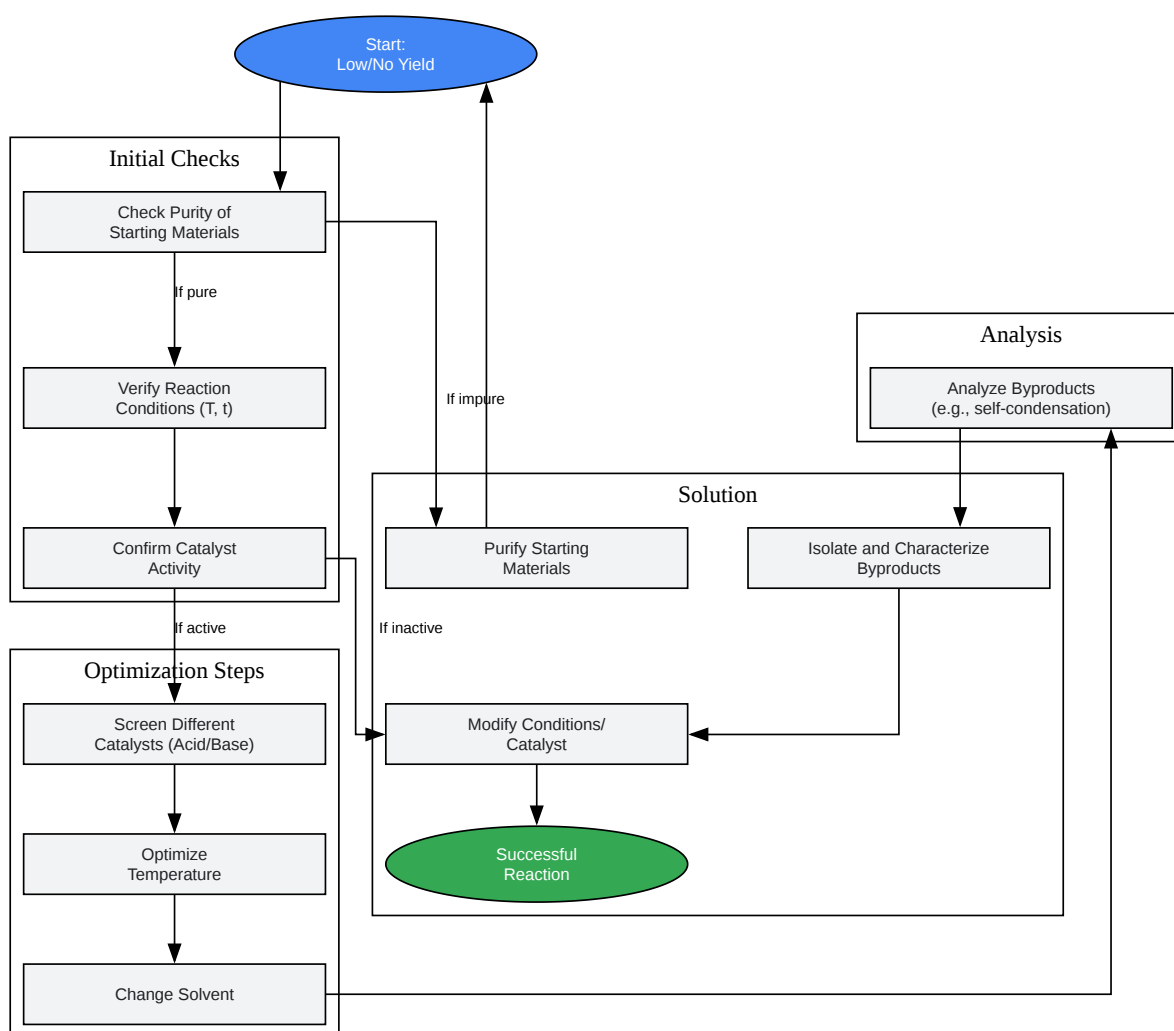 Start:
Low/No Yield
Initial Checks
Check Purity of
Starting Materials
If pure
Verify Reaction
Conditions (T, t)
If impure
Confirm Catalyst
Activity
If active
If inactive
Optimization Steps
Screen Different
Catalysts (Acid/Base)
Optimize
Temperature
Change Solvent
Analysis
Analyze Byproducts
(e.g., self-condensation)
Solution
Purify Starting
Materials
Isolate and Characterize
Byproducts
Modify Conditions/
Catalyst
Successful
Reaction